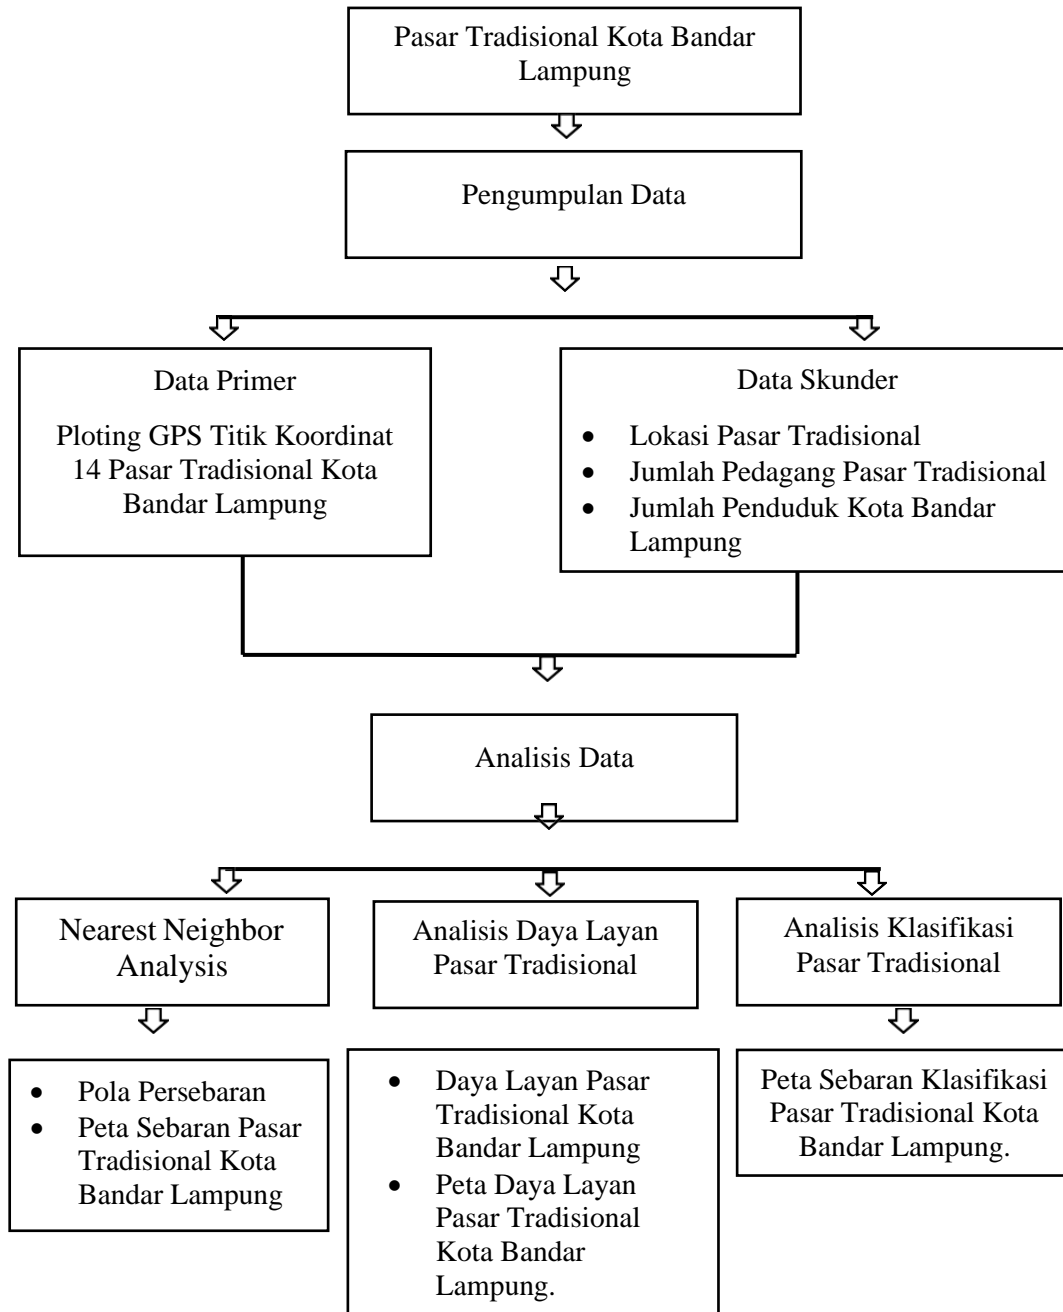 Pasar Tradisional Kota Bandar
Lampung
Pengumpulan Data
Data Primer
Ploting GPS Titik Koordinat
14 Pasar Tradisional Kota
Bandar Lampung
Data Skunder
• Lokasi Pasar Tradisional
• Jumlah Pedagang Pasar Tradisional
• Jumlah Penduduk Kota Bandar
Lampung
Analisis Data
Nearest Neighbor
Analysis
Analisis Daya Layan
Pasar Tradisional
Analisis Klasifikasi
Pasar Tradisional
• Pola Persebaran
• Peta Sebaran Pasar
Tradisional Kota
Bandar Lampung
• Daya Layan Pasar
Tradisional Kota
Bandar Lampung
• Peta Daya Layan
Pasar Tradisional
Kota Bandar
Lampung.
Peta Sebaran Klasifikasi
Pasar Tradisional Kota
Bandar Lampung.